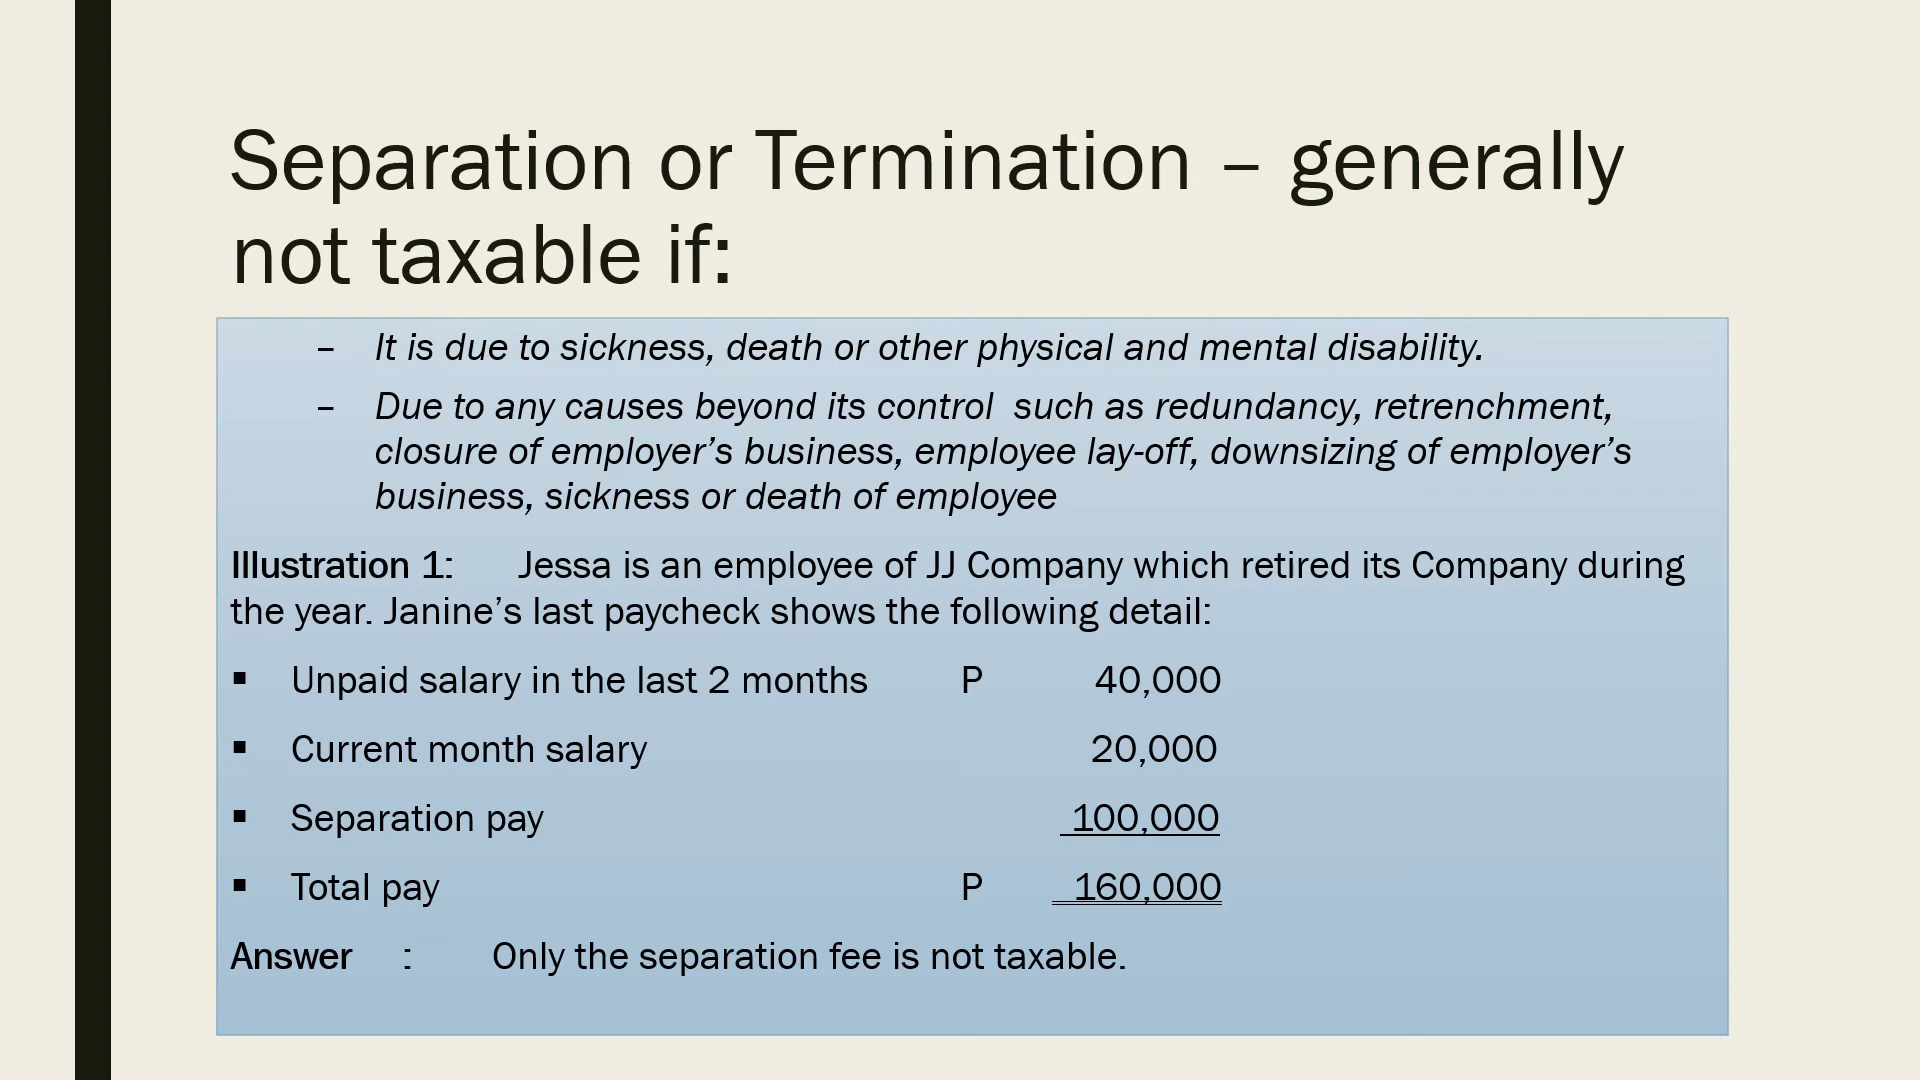 Separation or Termination – generally
not taxable if:
– It is due to sickness, death or other physical and mental disability.
– Due to any causes beyond its control such as redundancy, retrenchment,
closure of employer’s business, employee lay-off, downsizing of employer’s
business, sickness or death of employee
Illustration 1: Jessa is an employee of JJ Company which retired its Company during
the year. Janine’s last paycheck shows the following detail:
▪ Unpaid salary in the last 2 months P 40,000
▪ Current month salary 20,000
▪ Separation pay 100,000
▪ Total pay P 160,000
Answer : Only the separation fee is not taxable.